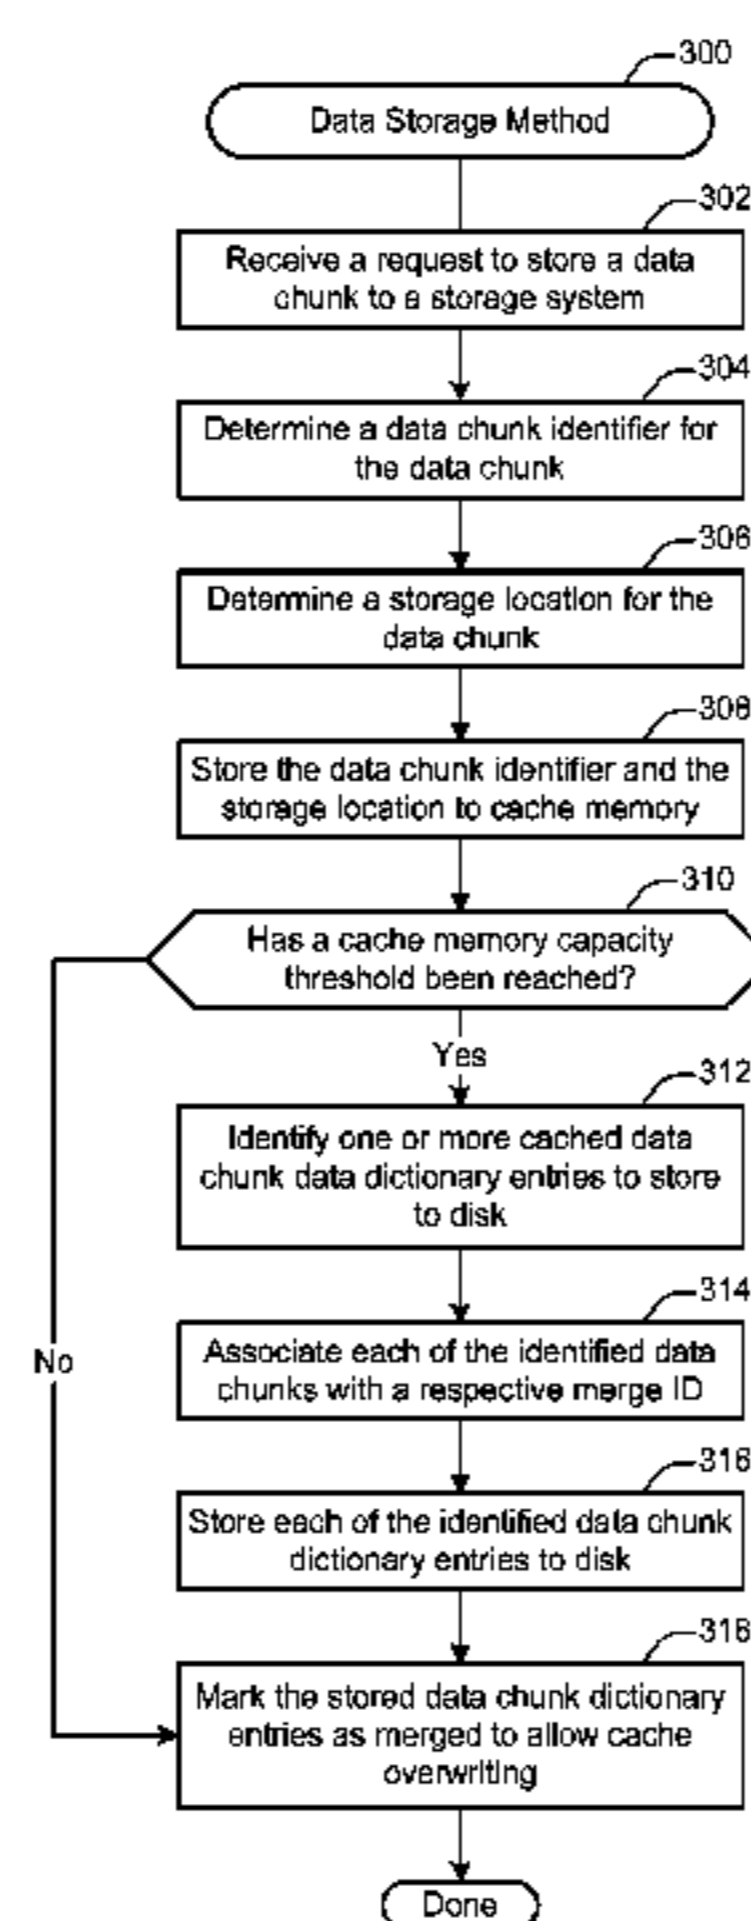 300
Data Storage Method
302
Receive a request to store a data
chunk to a storage system
304
Determine a data chunk identifier for
the data chunk
306
Determine a storage location for the
data chunk
308
Store the data chunk identifier and the
storage location to cache memory
310
Has a cache memory capacity
threshold been reached?
Yes
312
Identify one or more cached data
chunk data dictionary entries to store
to disk
314
Associate each of the identified data
chunks with a respective merge ID
No
316
Store each of the identified data chunk
dictionary entries to disk
318
Mark the stored data chunk dictionary
entries as merged to allow cache
overwriting
Done